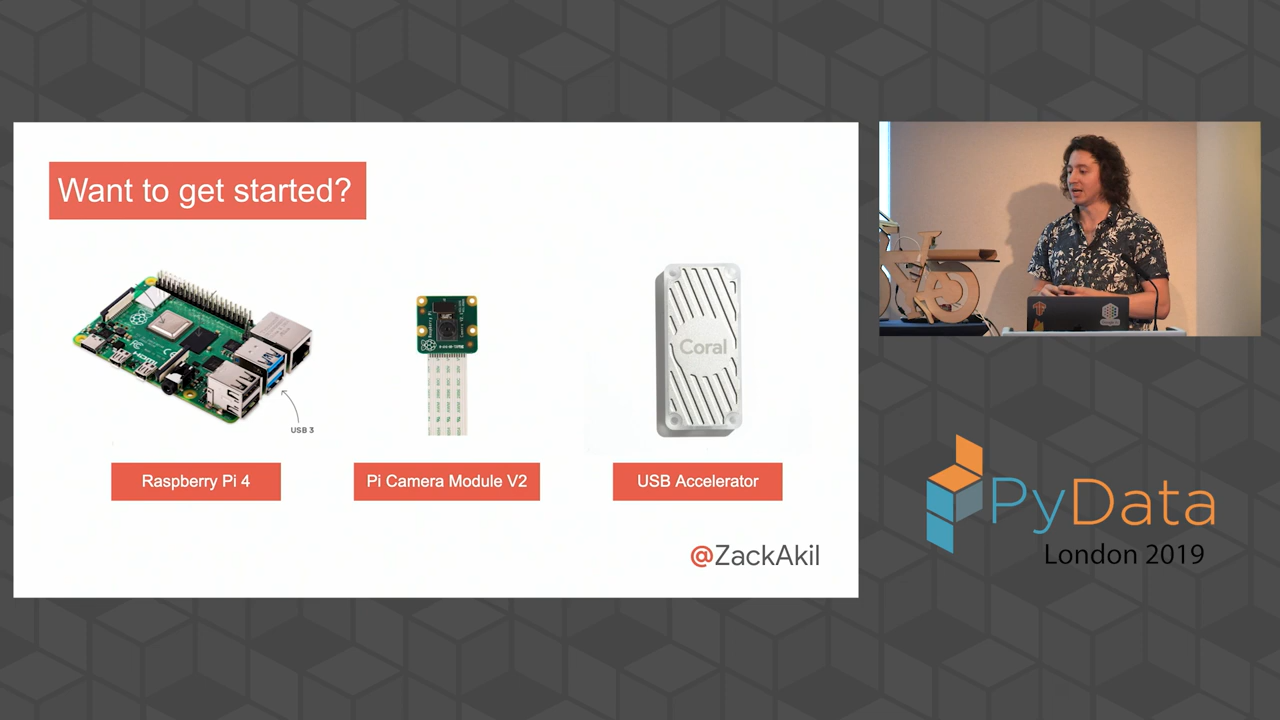 Want to get started?
Coral
USB 3
Raspberry Pi 4
Pi Camera Module V2
USB Accelerator
@ZackAkil
PyData
London 2019